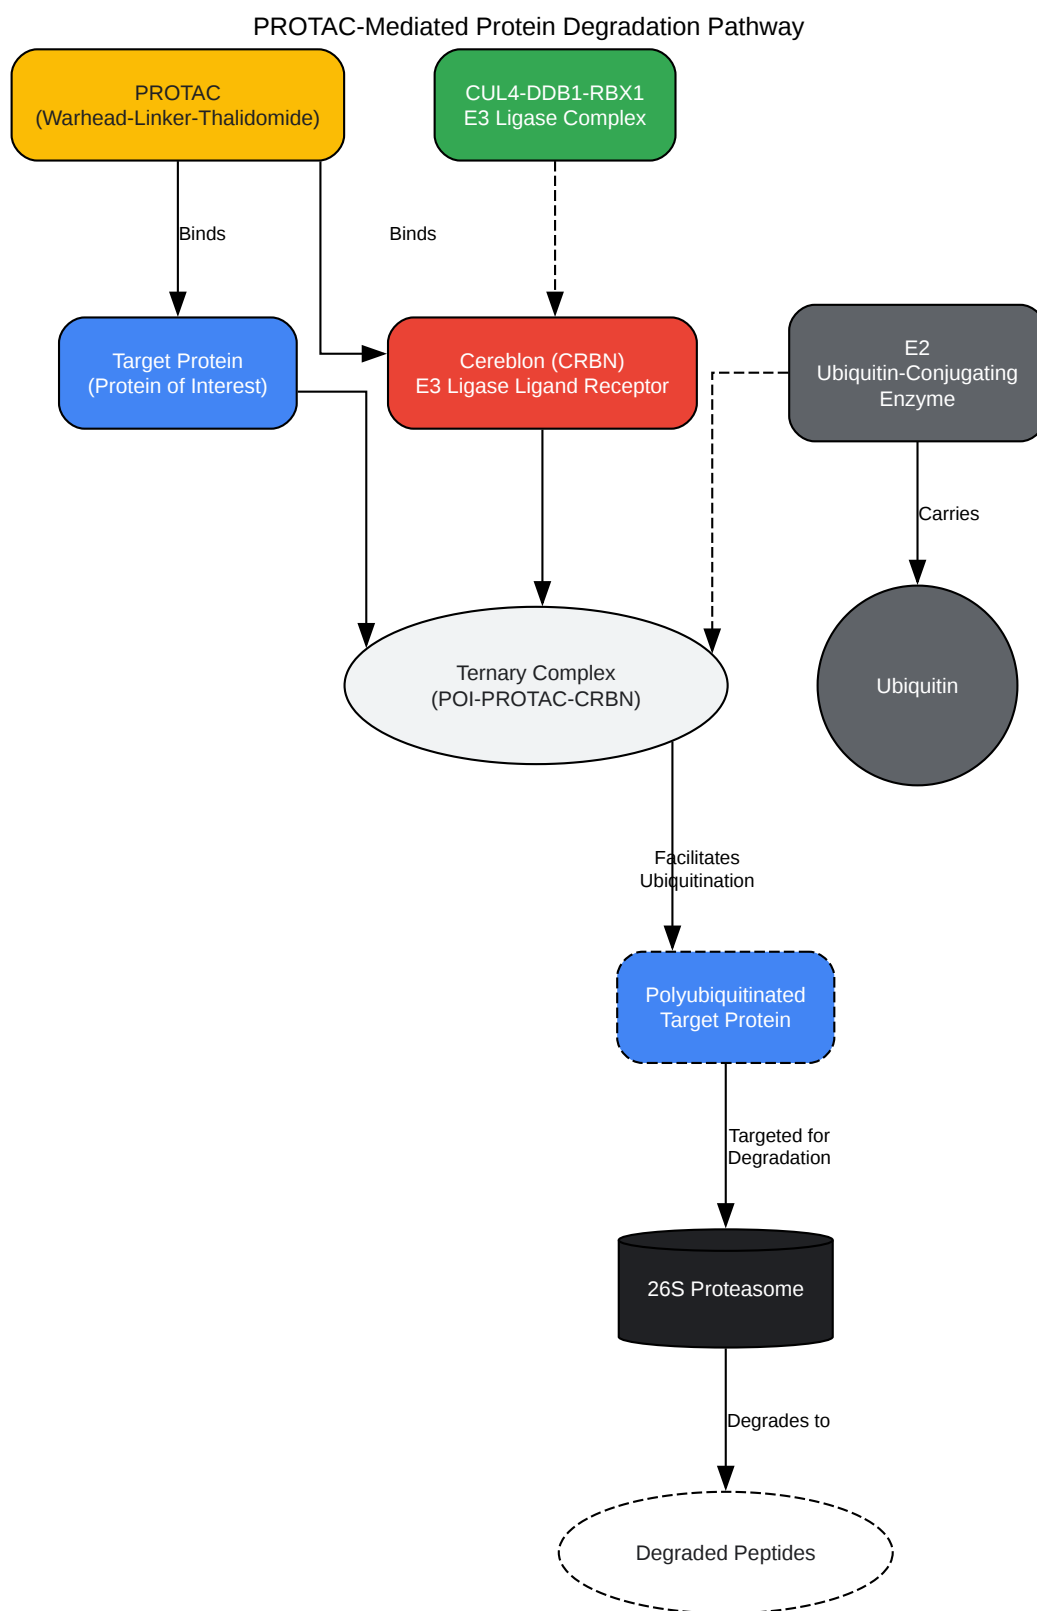 PROTAC-Mediated Protein Degradation Pathway
PROTAC
(Warhead-Linker-Thalidomide)
CUL4-DDB1-RBX1
E3 Ligase Complex
Binds
Binds
Target Protein
(Protein of Interest)
Cereblon (CRBN)
E3 Ligase Ligand Receptor
E2
Ubiquitin-Conjugating
Enzyme
Carries
Ternary Complex
(POI-PROTAC-CRBN)
Ubiquitin
Facilitates
Ubiquitination
Polyubiquitinated
Target Protein
Targeted for
Degradation
26S Proteasome
Degrades to
Degraded Peptides